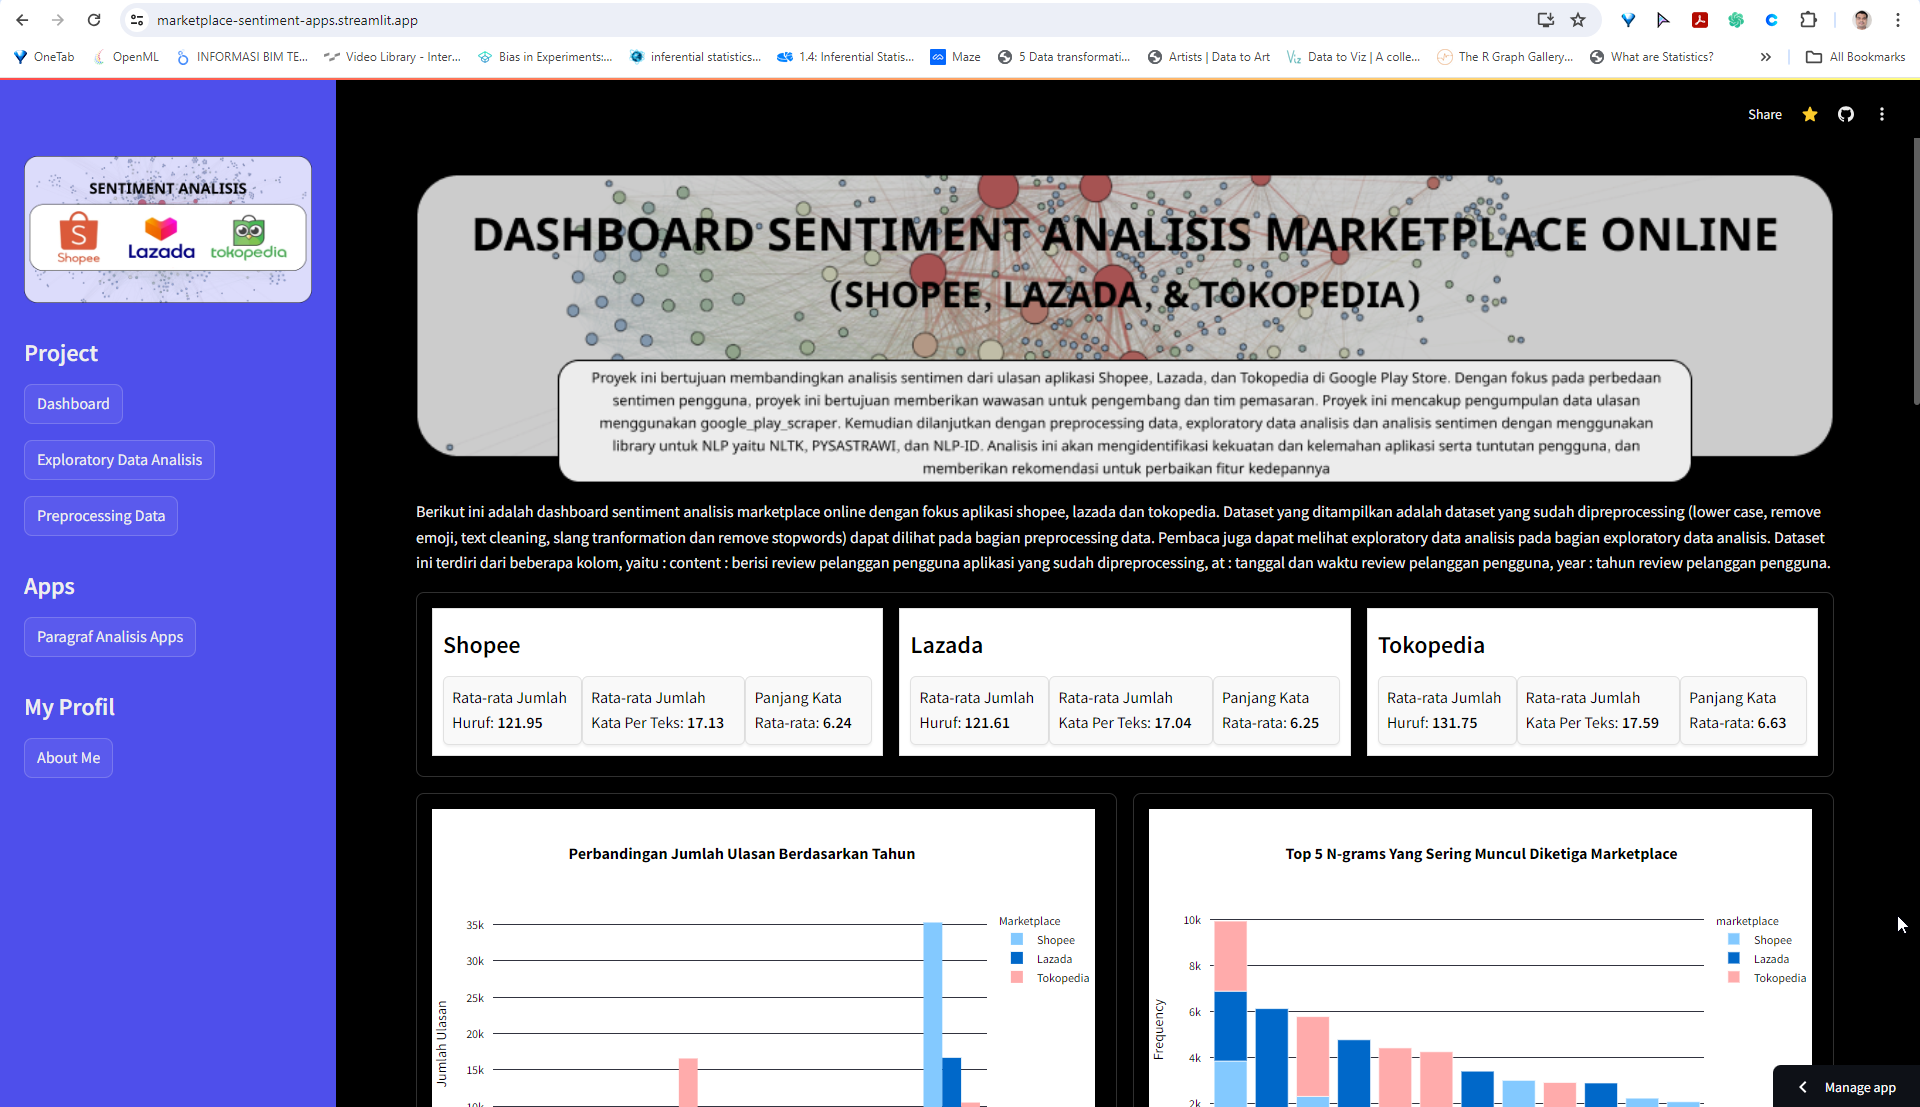 marketplace-sentiment-apps.streamlit.app
OneTab
OpenML
INFORMASI BIM TE...
Video Library - Inter...
Bias in Experiments:...
inferential statistics...
1.4: Inferential Statis...
Maze
5 Data transformati...
Artists | Data to Art
Data to Viz | A colle...
The R Graph Gallery...
What are Statistics?
All Bookmarks
Share
SENTIMENT ANALISIS
Shopee
Lazada
tokopedia
Project
Dashboard
Exploratory Data Analisis
Preprocessing Data
Apps
Paragraf Analisis Apps
My Profil
About Me
DASHBOARD SENTIMENT ANALISIS MARKETPLACE ONLINE
(SHOPEE, LAZADA, & TOKOPEDIA)
Proyek ini bertujuan membandingkan analisis sentimen dari ulasan aplikasi Shopee, Lazada, dan Tokopedia di Google Play Store. Dengan fokus pada perbedaan
sentimen pengguna, proyek ini bertujuan memberikan wawasan untuk pengembang dan tim pemasaran. Proyek ini mencakup pengumpulan data ulasan
menggunakan google_play_scraper. Kemudian dilanjutkan dengan preprocessing data, exploratory data analisis dan analisis sentimen dengan menggunakan
library untuk NLP yaitu NLTK, PYSASTRAWI, dan NLP-ID. Analisis ini akan mengidentifikasi kekuatan dan kelemahan aplikasi serta tuntutan pengguna, dan
memberikan rekomendasi untuk perbaikan fitur kedepannya
Berikut ini adalah dashboard sentiment analysis marketplace online dengan fokus aplikasi shopee, lazada dan tokopedia. Dataset yang ditampilkan adalah dataset yang sudah dipreprocessing (lower case, remove
emoji, text cleaning, slang tranformation dan remove stopwords) dapat dilihat pada bagian preprocessing data. Pembaca juga dapat melihat exploratory data analisis pada bagian exploratory data analisis. Dataset
ini terdiri dari beberapa kolom, yaitu : content : berisi review pelanggan pengguna aplikasi yang sudah dipreprocessing, at : tanggal dan waktu review pelanggan pengguna, year : tahun review pelanggan pengguna.
Shopee
Rata-rata Jumlah
Huruf: 121.95
Rata-rata Jumlah
Kata Per Teks: 17.13
Panjang Kata
Rata-rata: 6.24
Lazada
Rata-rata Jumlah
Huruf: 121.61
Rata-rata Jumlah
Kata Per Teks: 17.04
Panjang Kata
Rata-rata: 6.25
Tokopedia
Rata-rata Jumlah
Huruf: 131.75
Rata-rata Jumlah
Kata Per Teks: 17.59
Panjang Kata
Rata-rata: 6.63
Perbandingan Jumlah Ulasan Berdasarkan Tahun
35k
30k
25k
20k
15k
10k
Jumlah Ulasan
Marketplace
Shopee
Lazada
Tokopedia
Top 5 N-grams Yang Sering Muncul Diketiga Marketplace
10k
8k
6k
4k
2k
Frequency
marketplace
Shopee
Lazada
Tokopedia
Manage app